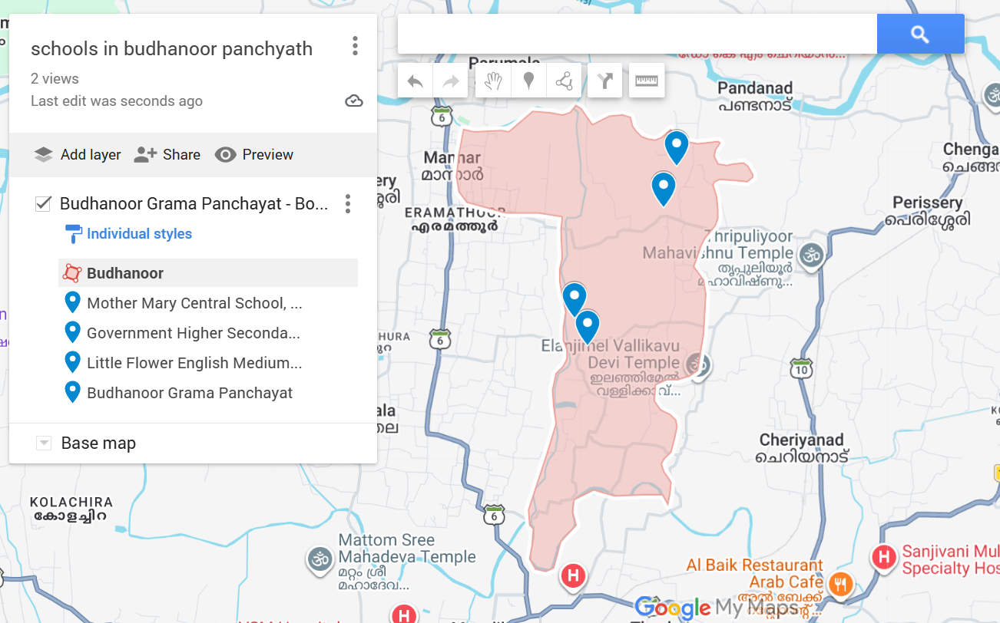 schools in budhanoor panchyath
2 views
Last edit was seconds ago
Add layer
Share
Preview
Budhanoor Grama Panchayat - Bo...
Individual styles
Budhanoor
Mother Mary Central School, ...
Government Higher Seconda...
Little Flower English Medium...
Budhanoor Grama Panchayat
Base map
Parumala
Pandanad
പണ്ടനാട്
6
Mannar
മാന്നാർ
Chenga
ചെങ്ങന
ERAMATHOOR
എരമത്തൂർ
Perissery
പെരിശ്ശേരി
Thripuliyoor
Mahavishnu Temple
തൃപുലിയൂർ
മഹാവിഷ്ണു...
HURA
6
Elanjimel Vallikavu
Devi Temple
ഇലഞ്ഞിമേൽ
വള്ളിക്കാവ്...
10
Cheriyanad
ചെറിയനാട്
KOLACHIRA
കോളച്ചിറ
6
Mattom Sree
Mahadeva Temple
മറ്റം ശ്രീ
മഹാദേവ...
H
Sanjivani Mul
Specialty Hos
Al Baik Restaurant
Arab Cafe
അൽ ബേക്ക്
H
H
Google My Maps